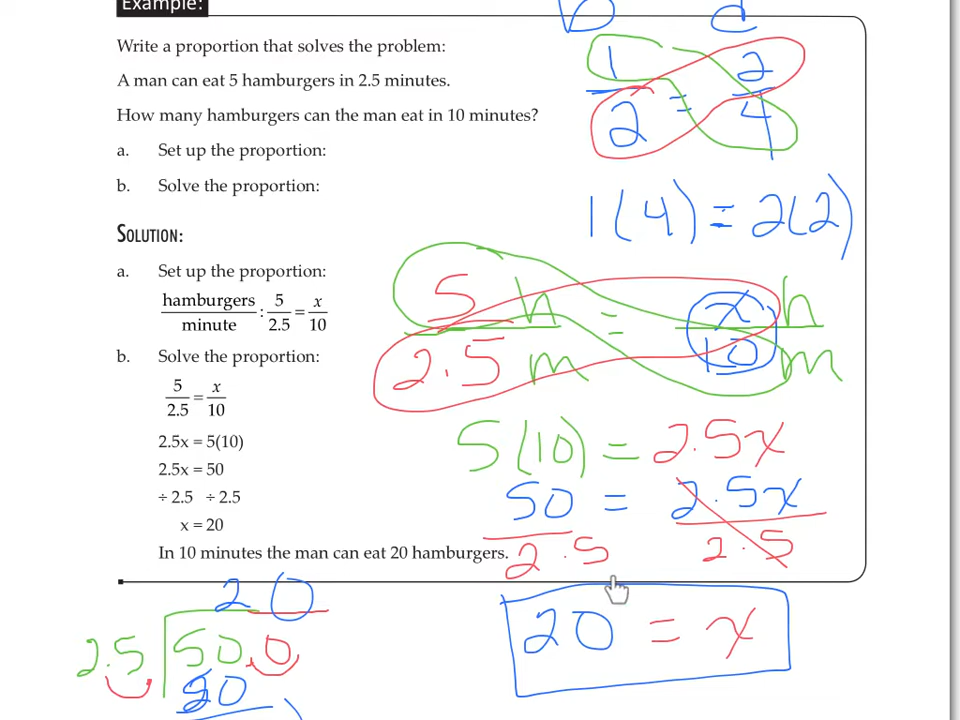 Example:
Write a proportion that solves the problem:
A man can eat 5 hamburgers in 2.5 minutes.
How many hamburgers can the man eat in 10 minutes?
a. Set up the proportion:
b. Solve the proportion:
SOLUTION:
a. Set up the proportion:
hamburgers/minute : 5/2.5 = x/10
b. Solve the proportion:
5/2.5 = x/10
2.5x = 5(10)
2.5x = 50
÷ 2.5 ÷ 2.5
x = 20
In 10 minutes the man can eat 20 hamburgers.
1/2 = 2/4
1(4) = 2(2)
5 h/2.5 m = x h/10 m
5(10) = 2.5x
50 = 2.5x
2.5 2.5
20 = x
20
2.5 50.0
50